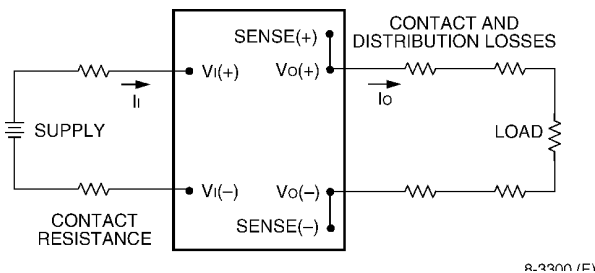 SENSE(+)
CONTACT AND
DISTRIBUTION LOSSES
VI(+)
VO(+)
II
IO
SUPPLY
LOAD
VI(–)
VO(–)
CONTACT
RESISTANCE
SENSE(–)
8-3300 (F)